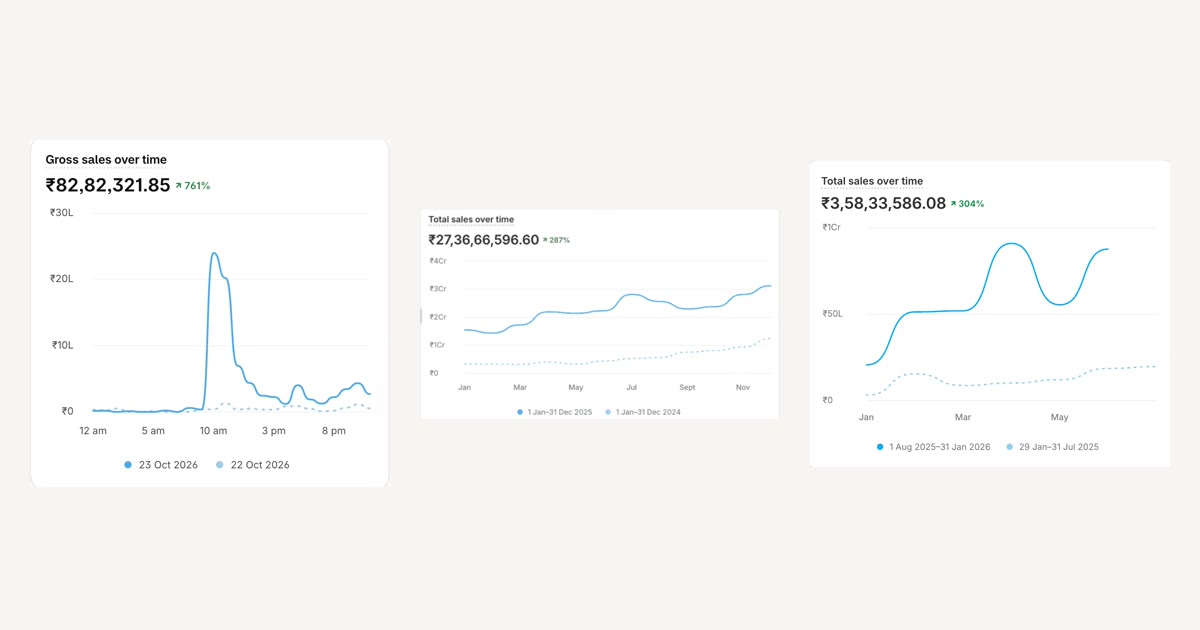 Gross sales over time
₹82,82,321.85 ↗ 761%
₹30L
₹20L
₹10L
₹0
12 am 5 am 10 am 3 pm 8 pm
23 Oct 2026 22 Oct 2026
Total sales over time
₹27,36,66,596.60 ↗ 287%
₹4Cr
₹3Cr
₹2Cr
₹1Cr
₹0
Jan Mar May Jul Sept Nov
1 Jan–31 Dec 2025 1 Jan–31 Dec 2024
Total sales over time
₹3,58,33,586.08 ↗ 304%
₹1Cr
₹50L
₹0
Jan Mar May
1 Aug 2025–31 Jan 2026 29 Jan–31 Jul 2025